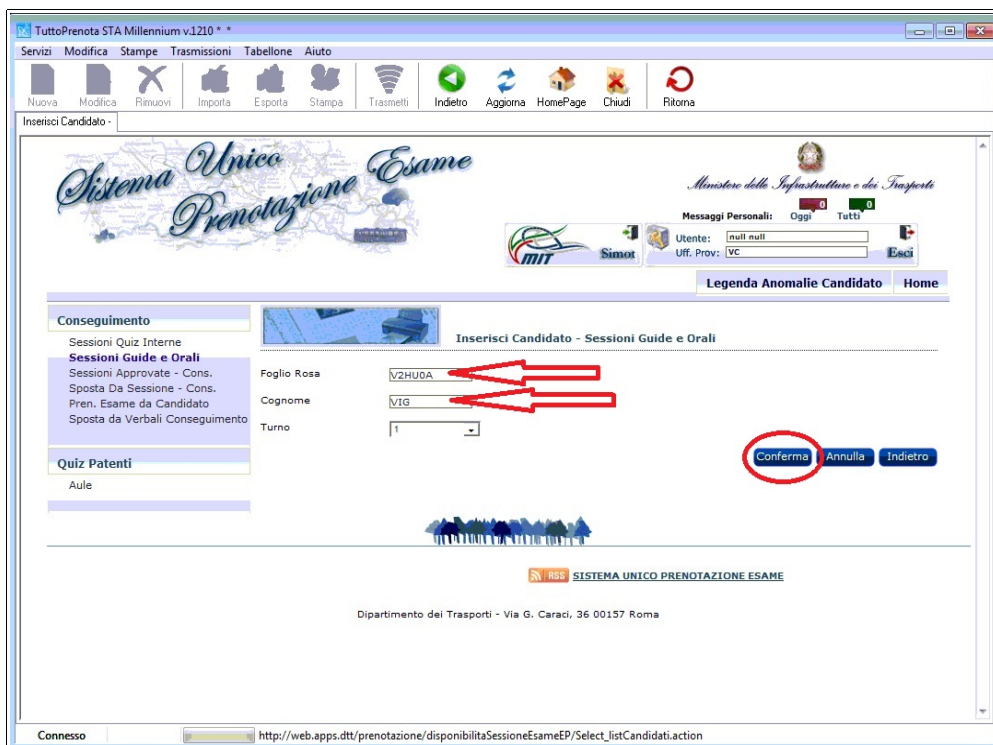 TuttoPrenota STA Millennium v.1210 * *
Servizi Modifica Stampe Trasmissioni Tabellone Aiuto
Nuova Modifica Rimuovi Importa Esporta Stampa Trasmetti Indietro Aggiorna HomePage Chiudi Ritorna
Inserisci Candidato -
Sistema Unico Prenotazione Esame
Ministero delle Infrastrutture e dei Trasporti
0 0
Messaggi Personali: Oggi Tutti
MIT Simot
Utente: null null
Uff. Prov: VC
Esci
Legenda Anomalie Candidato Home
Conseguimento
Sessioni Quiz Interne
Sessioni Guide e Orali
Sessioni Approvate - Cons.
Sposta Da Sessione - Cons.
Pren. Esame da Candidato
Sposta da Verbali Conseguimento
Quiz Patenti
Aule
Inserisci Candidato - Sessioni Guide e Orali
Foglio Rosa V2HU0A
Cognome VIG
Turno 1
Conferma Annulla Indietro
RSS SISTEMA UNICO PRENOTAZIONE ESAME
Dipartimento dei Trasporti - Via G. Caraci, 36 00157 Roma
Connesso http://web.apps.dtt/prenotazione/disponibilitaSessioneEsameEP/Select_listCandidati.action